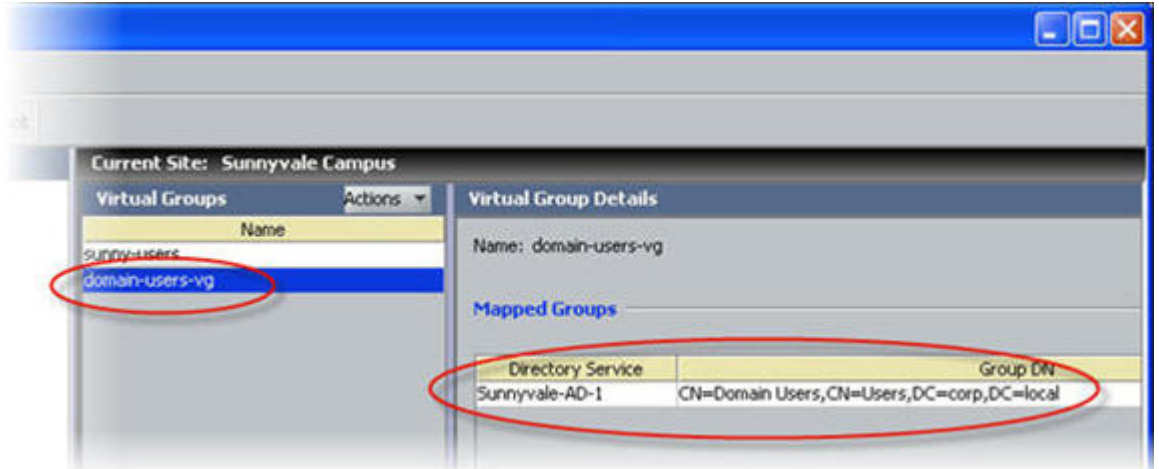 Current Site: Sunnyvale Campus
Virtual Groups
Actions
Name
sunny-users
domain-users-vg
Virtual Group Details
Name: domain-users-vg
Mapped Groups
Directory Service
Group DN
Sunnyvale-AD-1
CN=Domain Users,CN=Users,DC=corp,DC=local